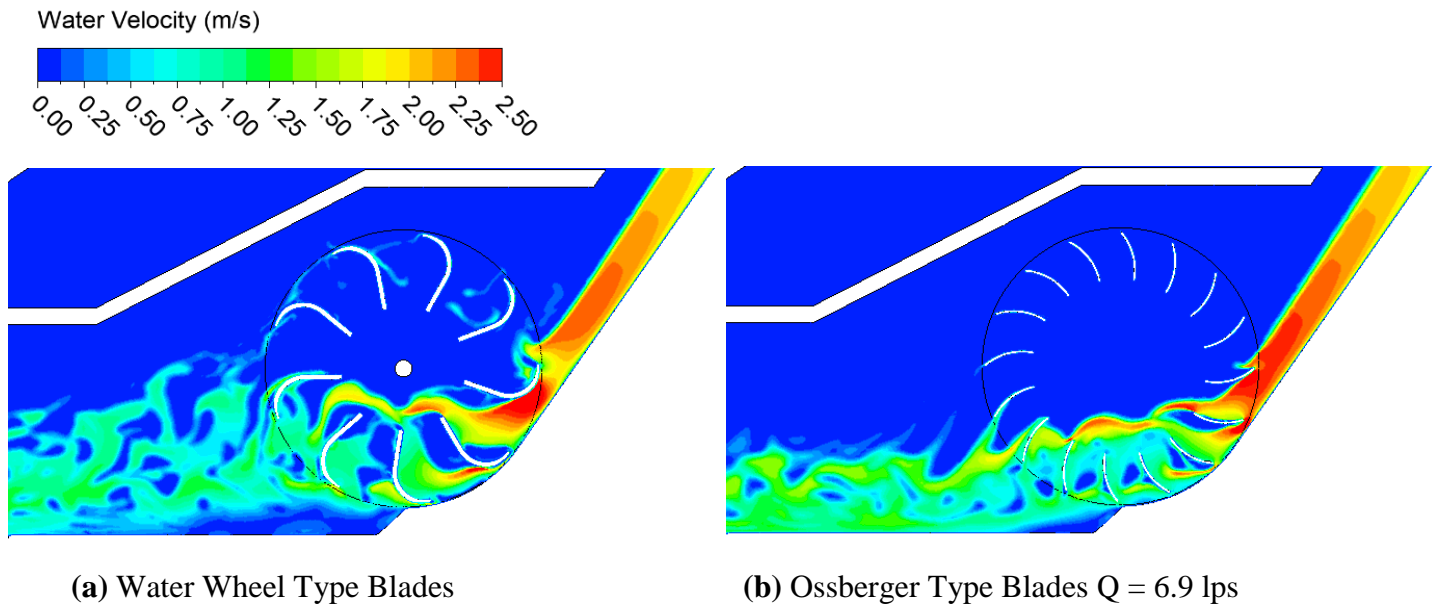 Water Velocity (m/s)
0.00 0.25 0.50 0.75 1.00 1.25 1.50 1.75 2.00 2.25 2.50
(a) Water Wheel Type Blades
(b) Ossberger Type Blades Q = 6.9 lps